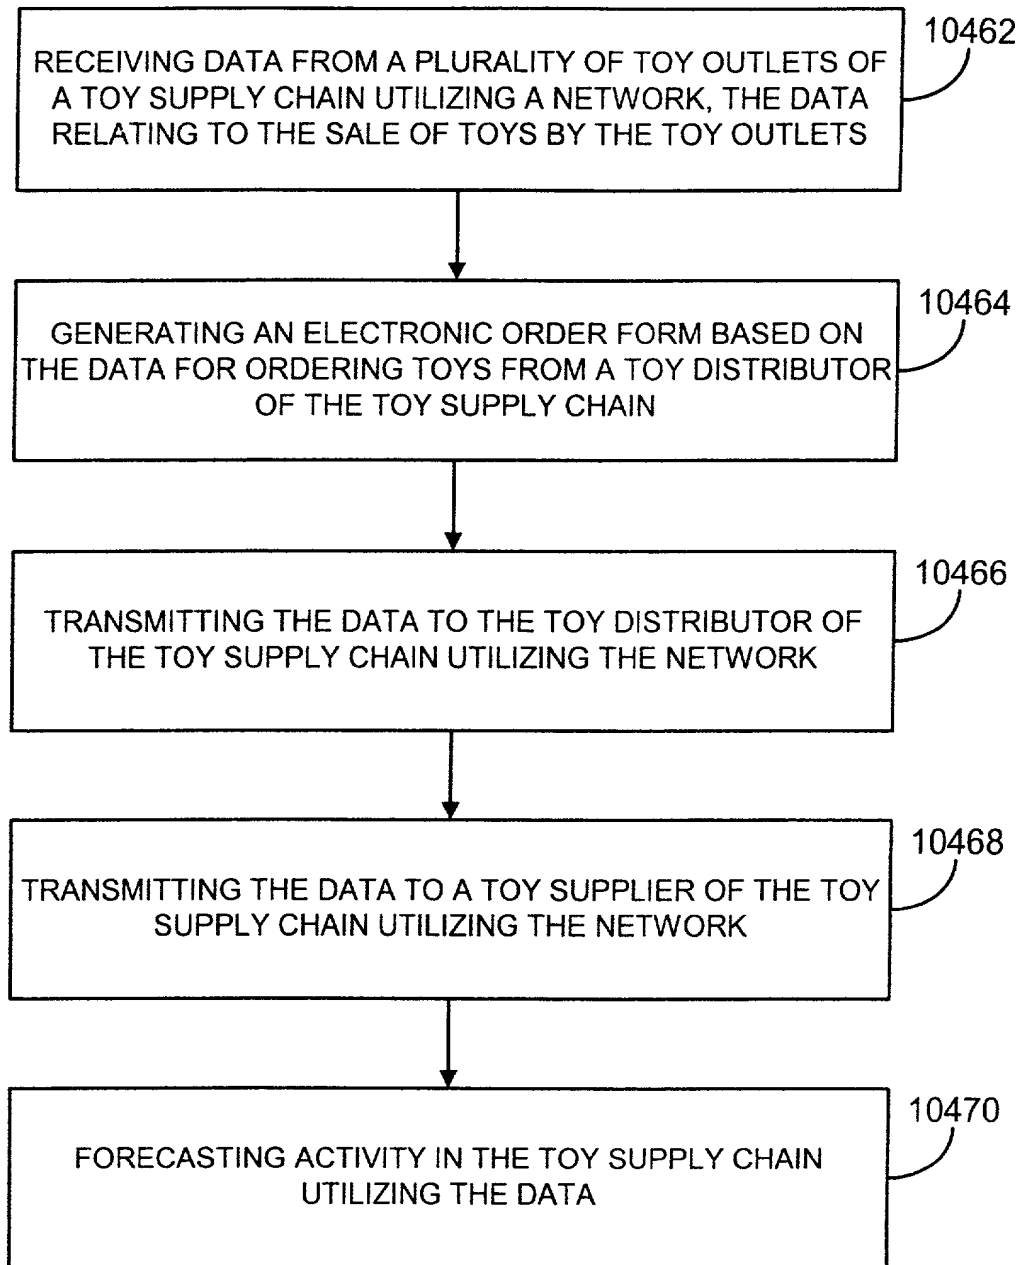 10462
RECEIVING DATA FROM A PLURALITY OF TOY OUTLETS OF
A TOY SUPPLY CHAIN UTILIZING A NETWORK, THE DATA
RELATING TO THE SALE OF TOYS BY THE TOY OUTLETS
10464
GENERATING AN ELECTRONIC ORDER FORM BASED ON
THE DATA FOR ORDERING TOYS FROM A TOY DISTRIBUTOR
OF THE TOY SUPPLY CHAIN
10466
TRANSMITTING THE DATA TO THE TOY DISTRIBUTOR OF
THE TOY SUPPLY CHAIN UTILIZING THE NETWORK
10468
TRANSMITTING THE DATA TO A TOY SUPPLIER OF THE TOY
SUPPLY CHAIN UTILIZING THE NETWORK
10470
FORECASTING ACTIVITY IN THE TOY SUPPLY CHAIN
UTILIZING THE DATA